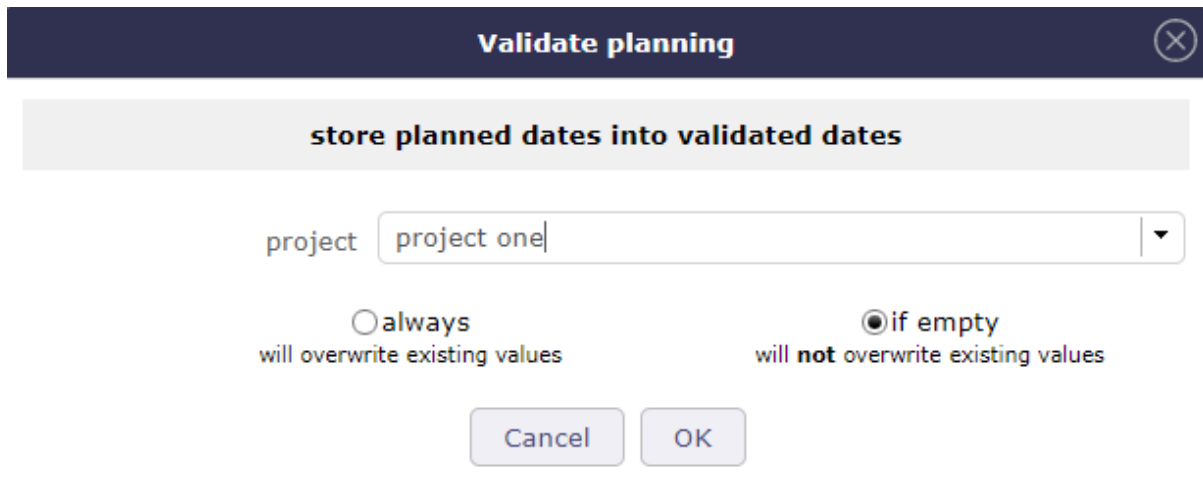 Validate planning
store planned dates into validated dates
project project one
always if empty
will overwrite existing values will not overwrite existing values
Cancel OK